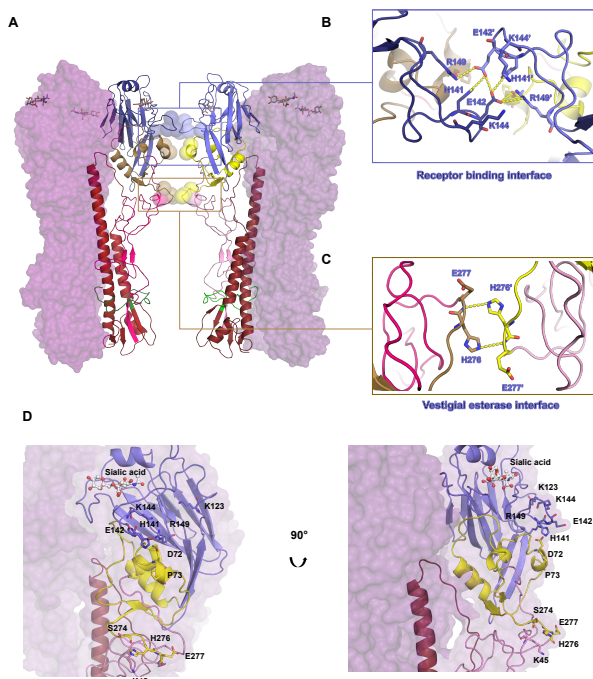 A
B
E142'
K144'
R149
H141
H141'
E142
R149'
K144
Receptor binding interface
C
E277
H276'
H276
E277'
Vestigial esterase interface
D
Sialic acid
K123
K144
E142
H141
R149
D72
P73
S274
H276
E277
90°
Sialic acid
K123
K144
R149
E142
H141
D72
P73
S274
E277
H276
K45